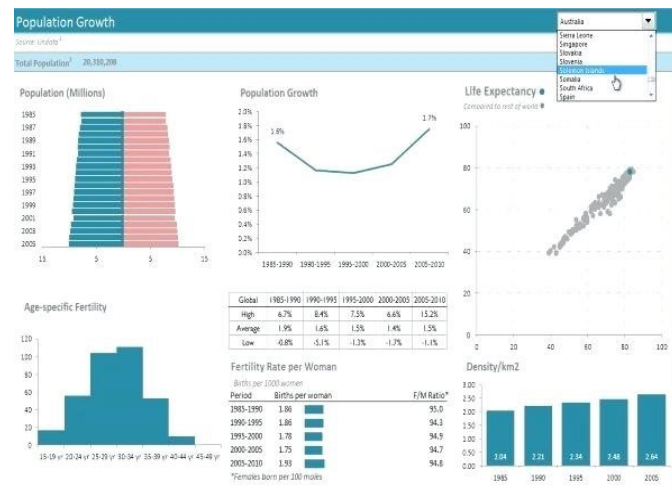 Population Growth
Australia
Source: Undata¹
Total Population² 20,310,208
Sierra Leone
Singapore
Slovakia
Slovenia
Solomon Islands
Somalia
South Africa
Spain
Population (Millions)
1985
1987
1989
1991
1993
1995
1997
1999
2001
2003
2005
15 5 5 15
Population Growth
2.0%
1.8%
1.6%
1.4%
1.2%
1.0%
0.8%
0.6%
0.4%
0.2%
0.0%
1.6%
1.7%
1985-1990 1990-1995 1995-2000 2000-2005 2005-2010
Life Expectancy
Compared to rest of world
100
80
60
40
20
0
0 20 40 60 80 100
Global 1985-1990 1990-1995 1995-2000 2000-2005 2005-2010
High 6.7% 8.4% 7.5% 6.6% 15.2%
Average 1.9% 1.6% 1.5% 1.4% 1.5%
Low -0.8% -5.1% -1.3% -1.7% -1.1%
Age-specific Fertility
120
100
80
60
40
20
0
15-19 yr 20-24 yr 25-29 yr 30-34 yr 35-39 yr 40-44 yr 45-49 yr
Fertility Rate per Woman
Births per 1000 women
Period Births per woman F/M Ratio*
1985-1990 1.86 95.0
1990-1995 1.86 94.3
1995-2000 1.78 94.9
2000-2005 1.75 94.7
2005-2010 1.93 94.8
*Females born per 100 males
Density/km2
3.00
2.50
2.00
1.50
1.00
0.50
0.00
2.04 2.21 2.34 2.48 2.64
1985 1990 1995 2000 2005